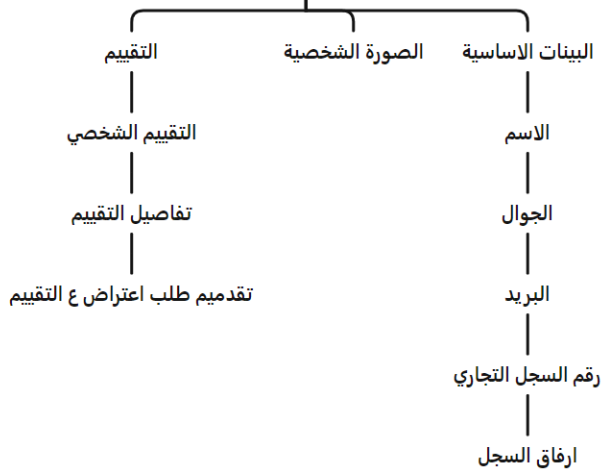 البينات الاساسية
الصورة الشخصية
التقييم
الاسم
التقييم الشخصي
الجوال
تفاصيل التقييم
البريد
تقدميم طلب اعتراض ع التقييم
رقم السجل التجاري
ارفاق السجل